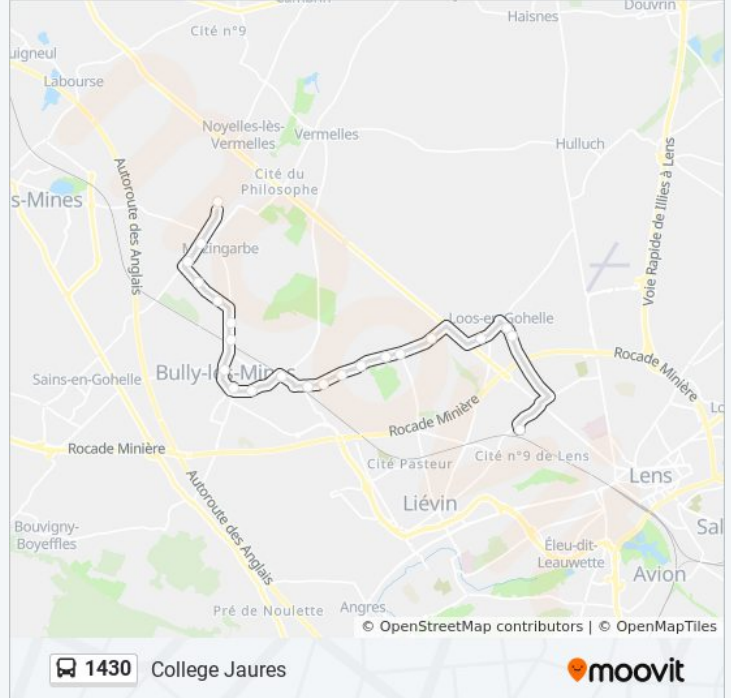 Cambrin
Douvrin
Haisnes
Cité n°9
uigneul
Labourse
Noyelles-lès-
Vermelles
Vermelles
Hulluch
Cité du
Philosophe
s-Mines
Autoroute des Anglais
Voie Rapide de Illies à Lens
Mazingarbe
Loos-en-Gohelle
Rocade Minière
Sains-en-Gohelle
Bully-les-Mines
Rocade Minière
Rocade Minière
Cité Pasteur
Cité n°9 de Lens
Lens
Liévin
Autoroute des Anglais
Bouvigny-
Boyeffles
Sal
Éleu-dit-
Leauwette
Avion
Pré de Noulette
Angres
© OpenStreetMap contributors | © OpenMapTiles
1430 College Jaures
moovit